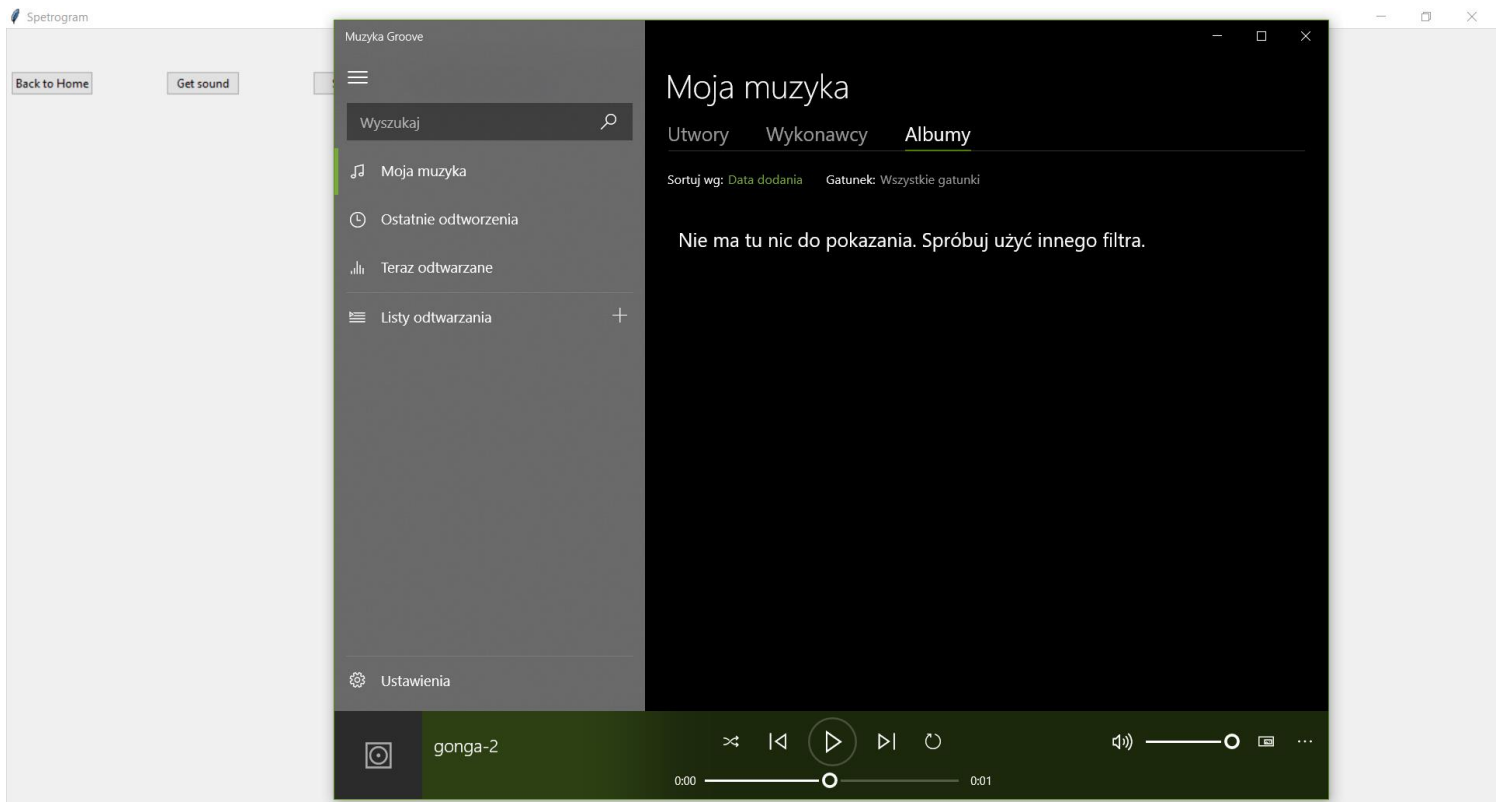 Spetrogram
Back to Home
Get sound
Muzyka Groove
Wyszukaj
Moja muzyka
Ostatnie odtworzenia
Teraz odtwarzane
Listy odtwarzania
Ustawienia
Moja muzyka
Utwory Wykonawcy Albumy
Sortuj wg: Data dodania Gatunek: Wszystkie gatunki
Nie ma tu nic do pokazania. Spróbuj użyć innego filtra.
gonga-2
0:00 0:01